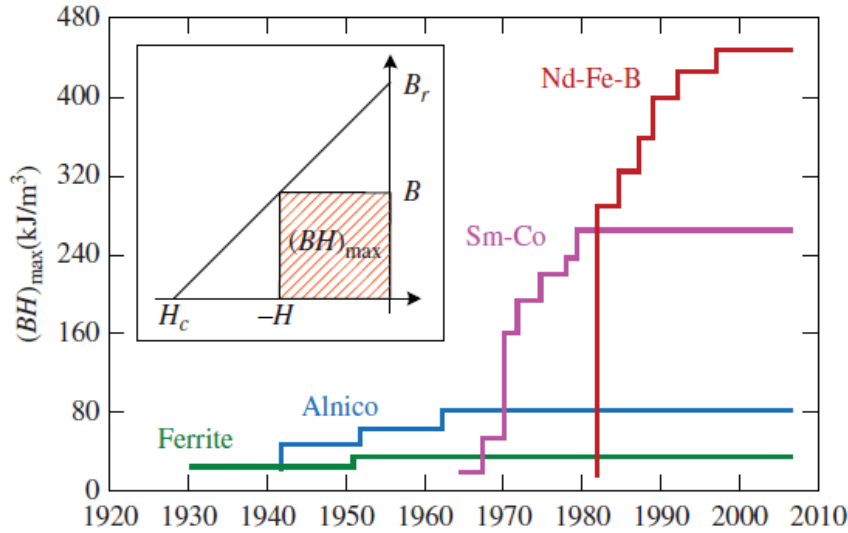 480
400
320
240
160
80
0
(BH)max(kJ/m³)
1920 1930 1940 1950 1960 1970 1980 1990 2000 2010
Br
B
(BH)max
Hc
–H
Nd-Fe-B
Sm-Co
Alnico
Ferrite